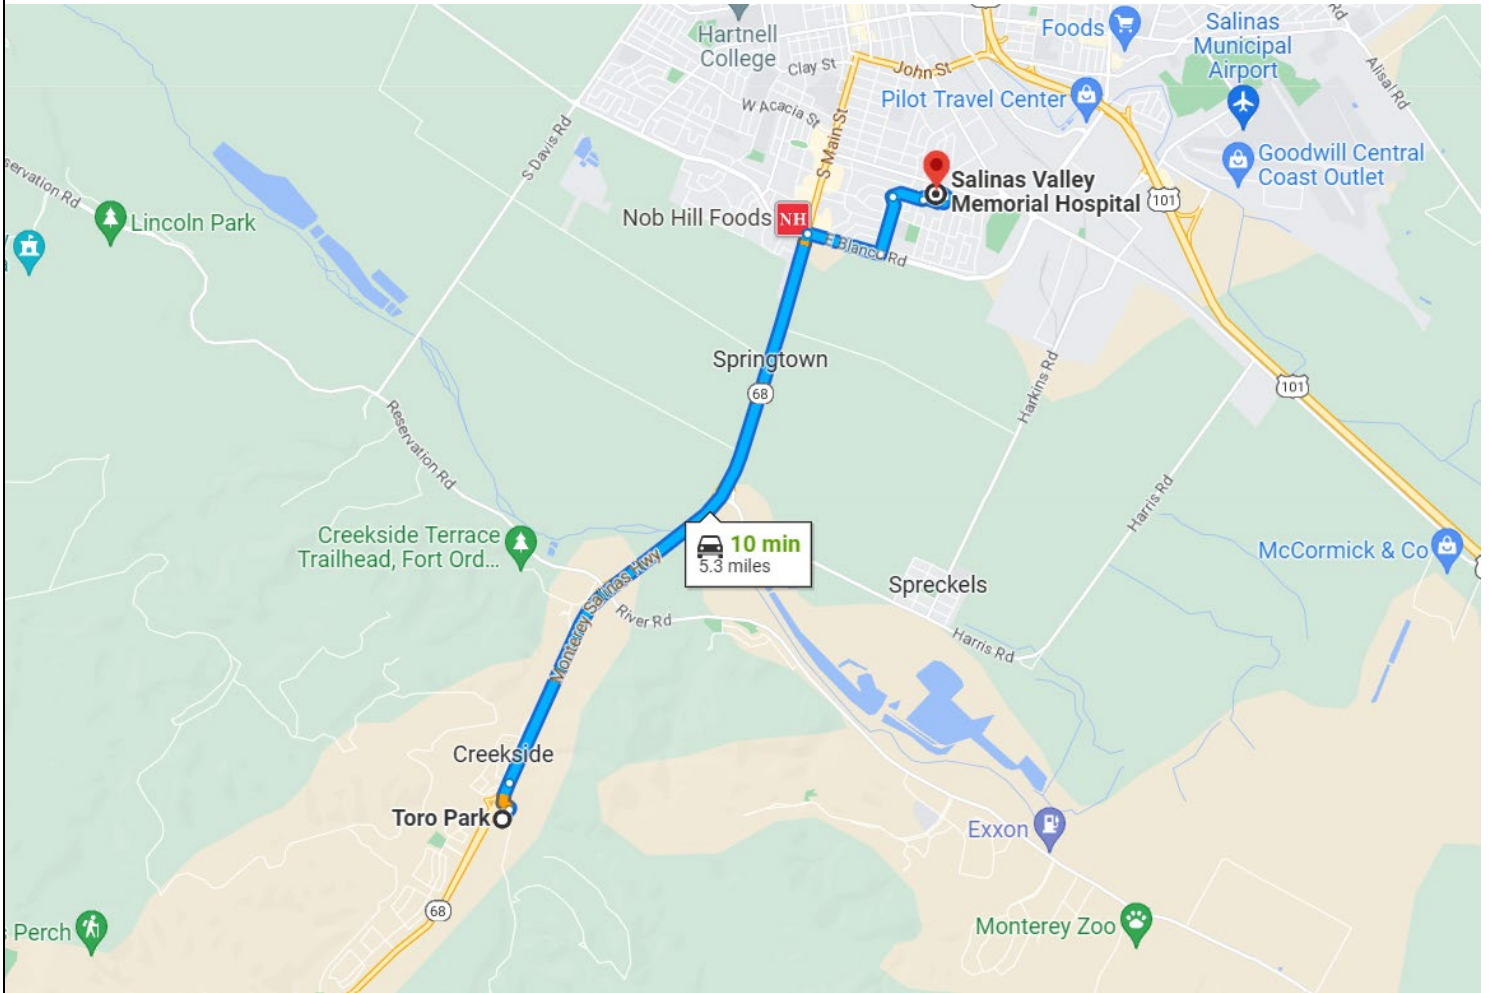 Hartnell
College
Clay St
John St
Foods
Salinas
Municipal
Airport
Alisal Rd
W Acacia St
S Main St
Pilot Travel Center
Goodwill Central
Coast Outlet
101
S Davis Rd
servation Rd
Lincoln Park
Nob Hill Foods
NH
Salinas Valley
Memorial Hospital
E Blanco Rd
Springtown
68
Harkins Rd
101
Reservation Rd
Harris Rd
Creekside Terrace
Trailhead, Fort Ord...
10 min
5.3 miles
McCormick & Co
Monterey Salinas Hwy
Spreckels
River Rd
Harris Rd
Creekside
Toro Park
Exxon
68
Perch
Monterey Zoo